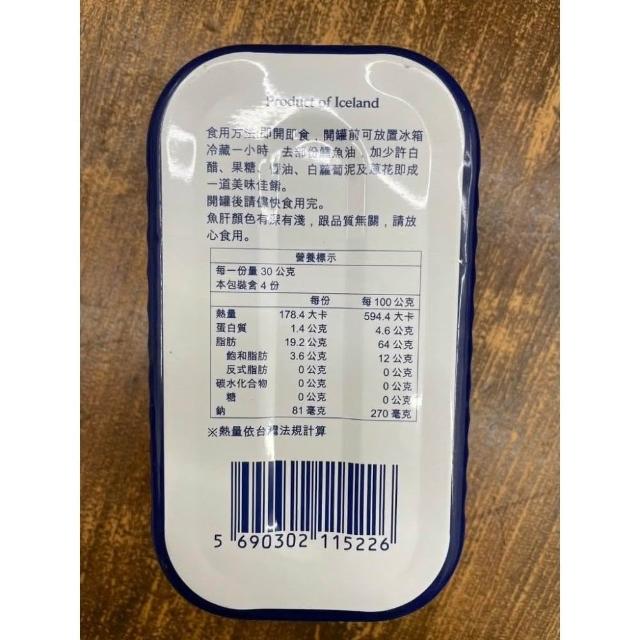 Product of Iceland
食用方法:即開即食，開罐前可放置冰箱
冷藏一小時，去部份鱈魚油，加少許白
醋、果糖、醬油、白蘿蔔泥及蔥花即成
一道美味佳餚。
開罐後請儘快食用完。
魚肝顏色有深有淺，跟品質無關，請放
心食用。
營養標示
每一份量 30 公克
本包裝含 4 份
每份 每 100 公克
熱量 178.4 大卡 594.4 大卡
蛋白質 1.4 公克 4.6 公克
脂肪 19.2 公克 64 公克
飽和脂肪 3.6 公克 12 公克
反式脂肪 0 公克 0 公克
碳水化合物 0 公克 0 公克
糖 0 公克 0 公克
鈉 81 毫克 270 毫克
※熱量依台灣法規計算
5 690302 115226